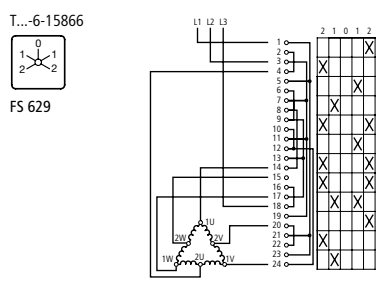 T...-6-15866
0
1 1
2 2
FS 629
L1 L2 L3
2 1 0 1 2
1
2
3
4
5
6
7
8
9
10
11
12
13
14
15
16
17
18
19
20
21
22
23
24
X
X
X
X
X X
X
X X
X X
X X
X
X
X
1U
2W 2V
1W 2U 1V